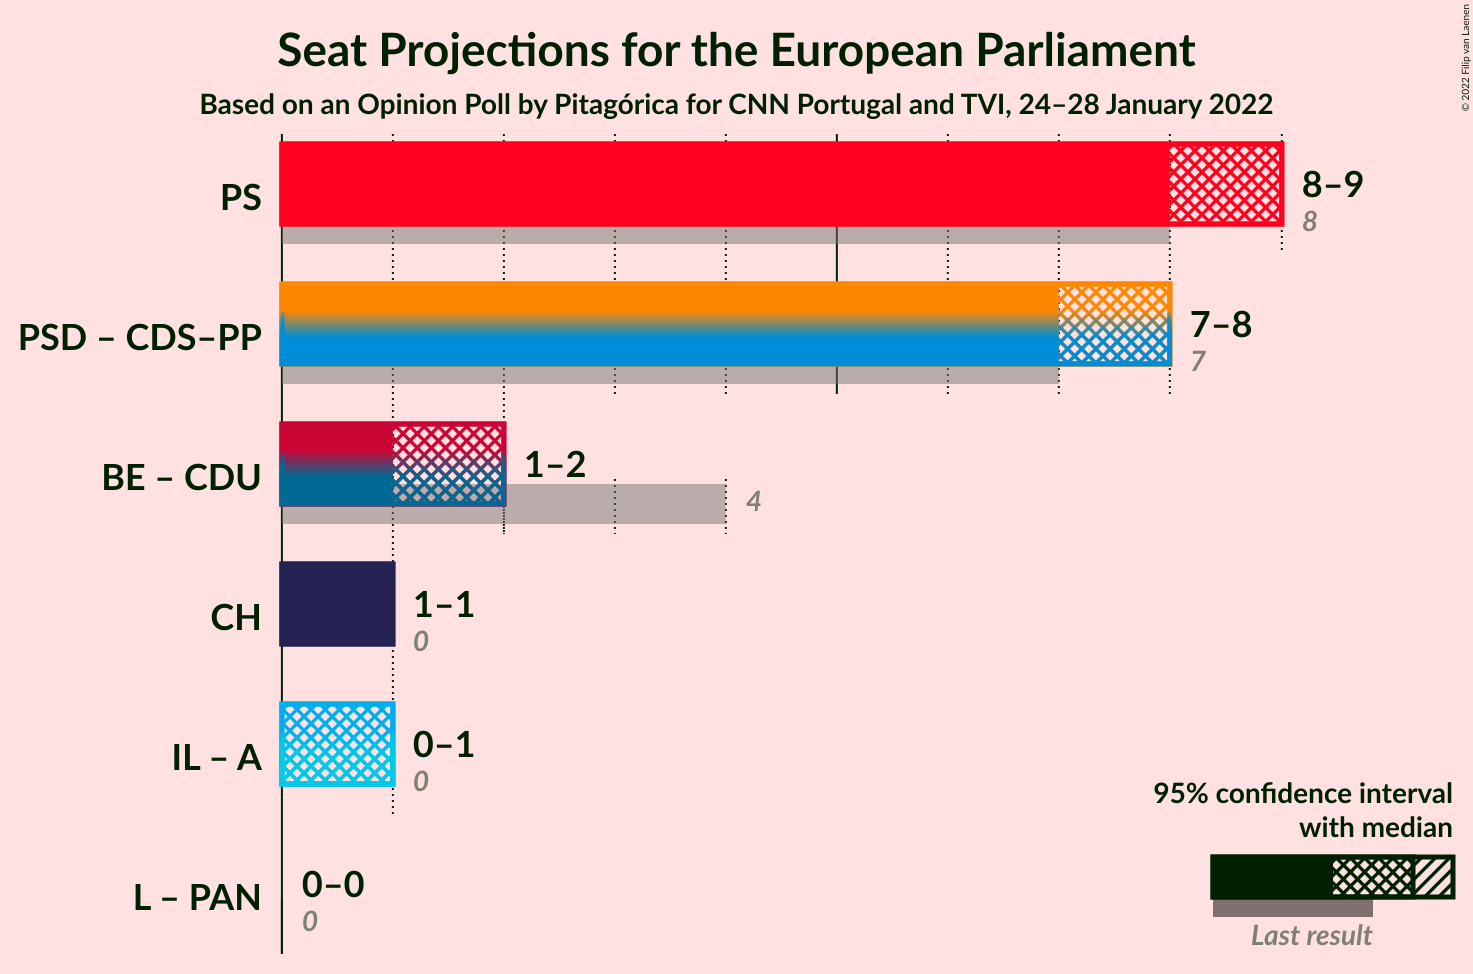 Seat Projections for the European Parliament
Based on an Opinion Poll by Pitagórica for CNN Portugal and TVI, 24–28 January 2022
© 2022 Filip van Laenen
PS
8–9
8
PSD – CDS–PP
7–8
7
BE – CDU
1–2
4
CH
1–1
0
IL – A
0–1
0
L – PAN
0–0
0
95% confidence interval
with median
Last result